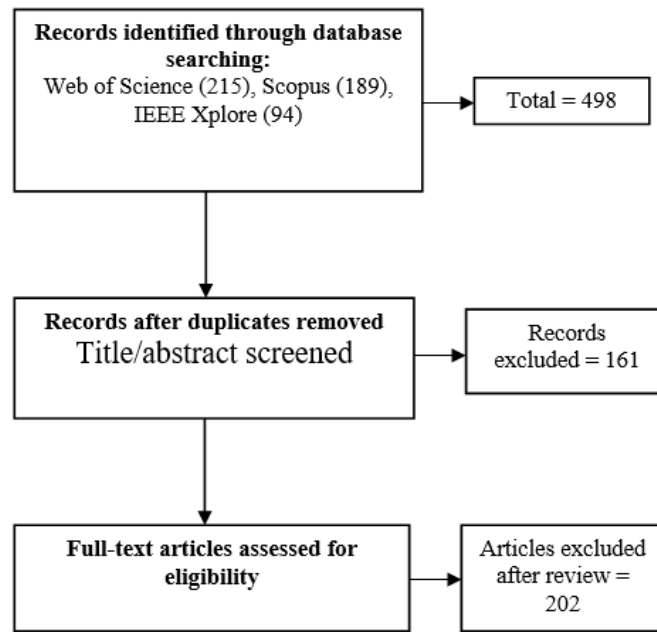 Records identified through database
searching:
Web of Science (215), Scopus (189),
IEEE Xplore (94)
Total = 498
Records after duplicates removed
Title/abstract screened
Records
excluded = 161
Full-text articles assessed for
eligibility
Articles excluded
after review =
202